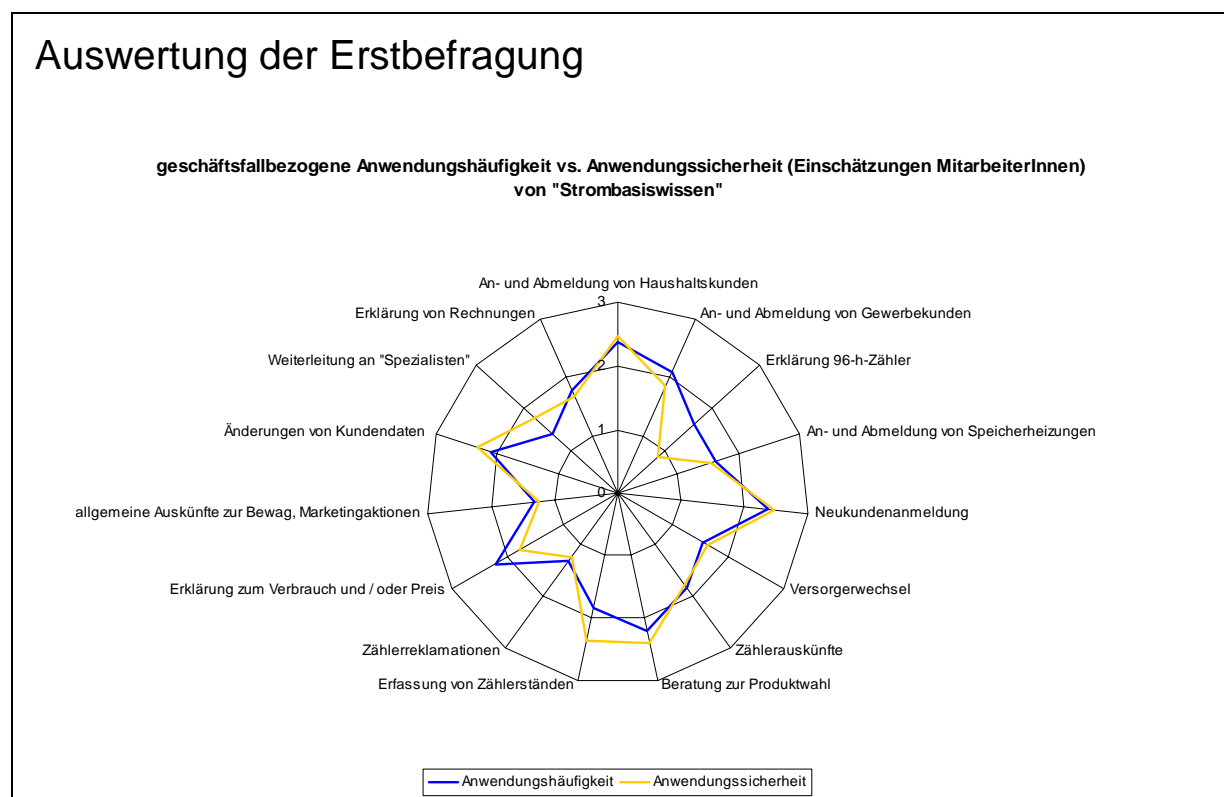 Auswertung der Erstbefragung
geschäftsfallbezogene Anwendungshäufigkeit vs. Anwendungssicherheit (Einschätzungen MitarbeiterInnen)
von "Strombasiswissen"
An- und Abmeldung von Haushaltskunden
An- und Abmeldung von Gewerbekunden
Erklärung 96-h-Zähler
An- und Abmeldung von Speicherheizungen
Neukundenanmeldung
Versorgerwechsel
Zählerauskünfte
Beratung zur Produktwahl
Erfassung von Zählerständen
Zählerreklamationen
Erklärung zum Verbrauch und / oder Preis
allgemeine Auskünfte zur Bewag, Marketingaktionen
Änderungen von Kundendaten
Weiterleitung an "Spezialisten"
Erklärung von Rechnungen
3
2
1
0
Anwendungshäufigkeit Anwendungssicherheit